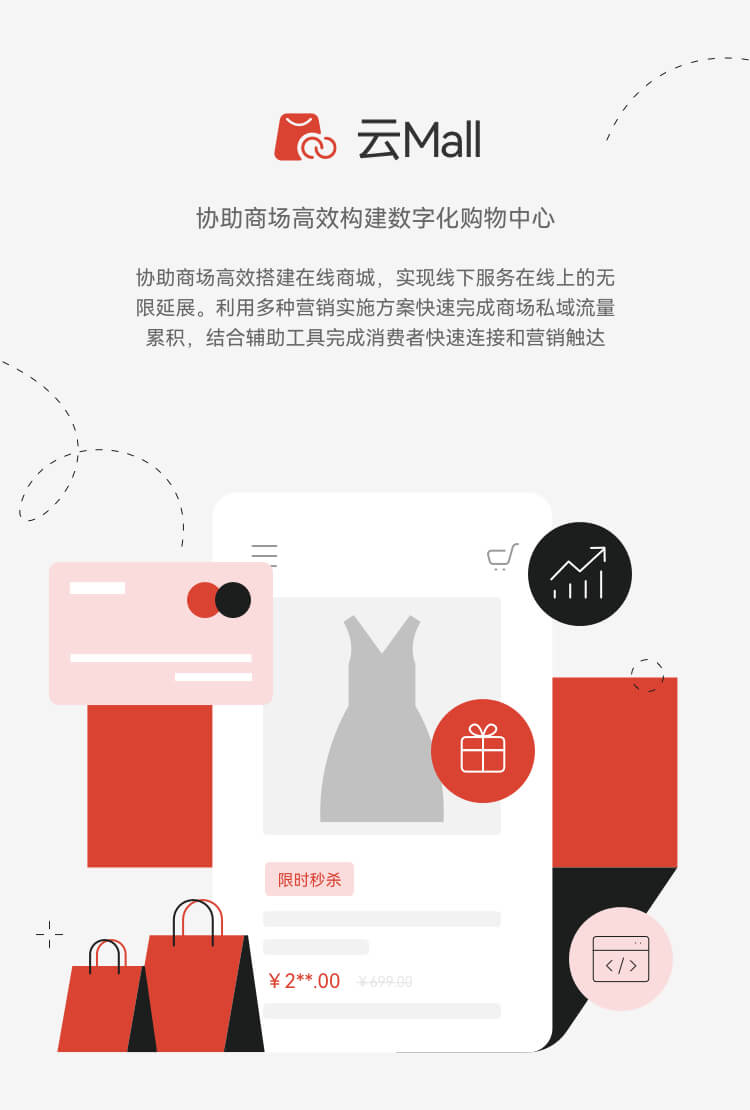 云Mall
协助商场高效构建数字化购物中心
协助商场高效搭建在线商城，实现线下服务在线上的无
限延展。利用多种营销实施方案快速完成商场私域流量
累积，结合辅助工具完成消费者快速连接和营销触达
限时秒杀
￥2**.00 ￥699.00